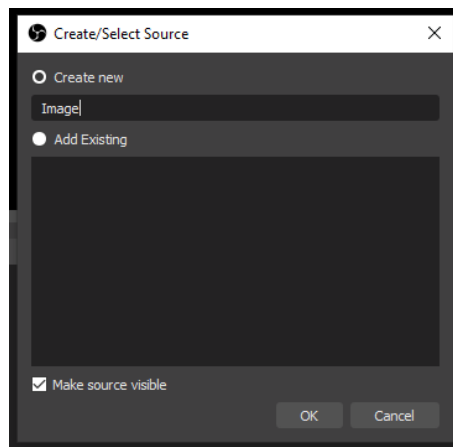 Create/Select Source
Create new
Image
Add Existing
Make source visible
OK Cancel